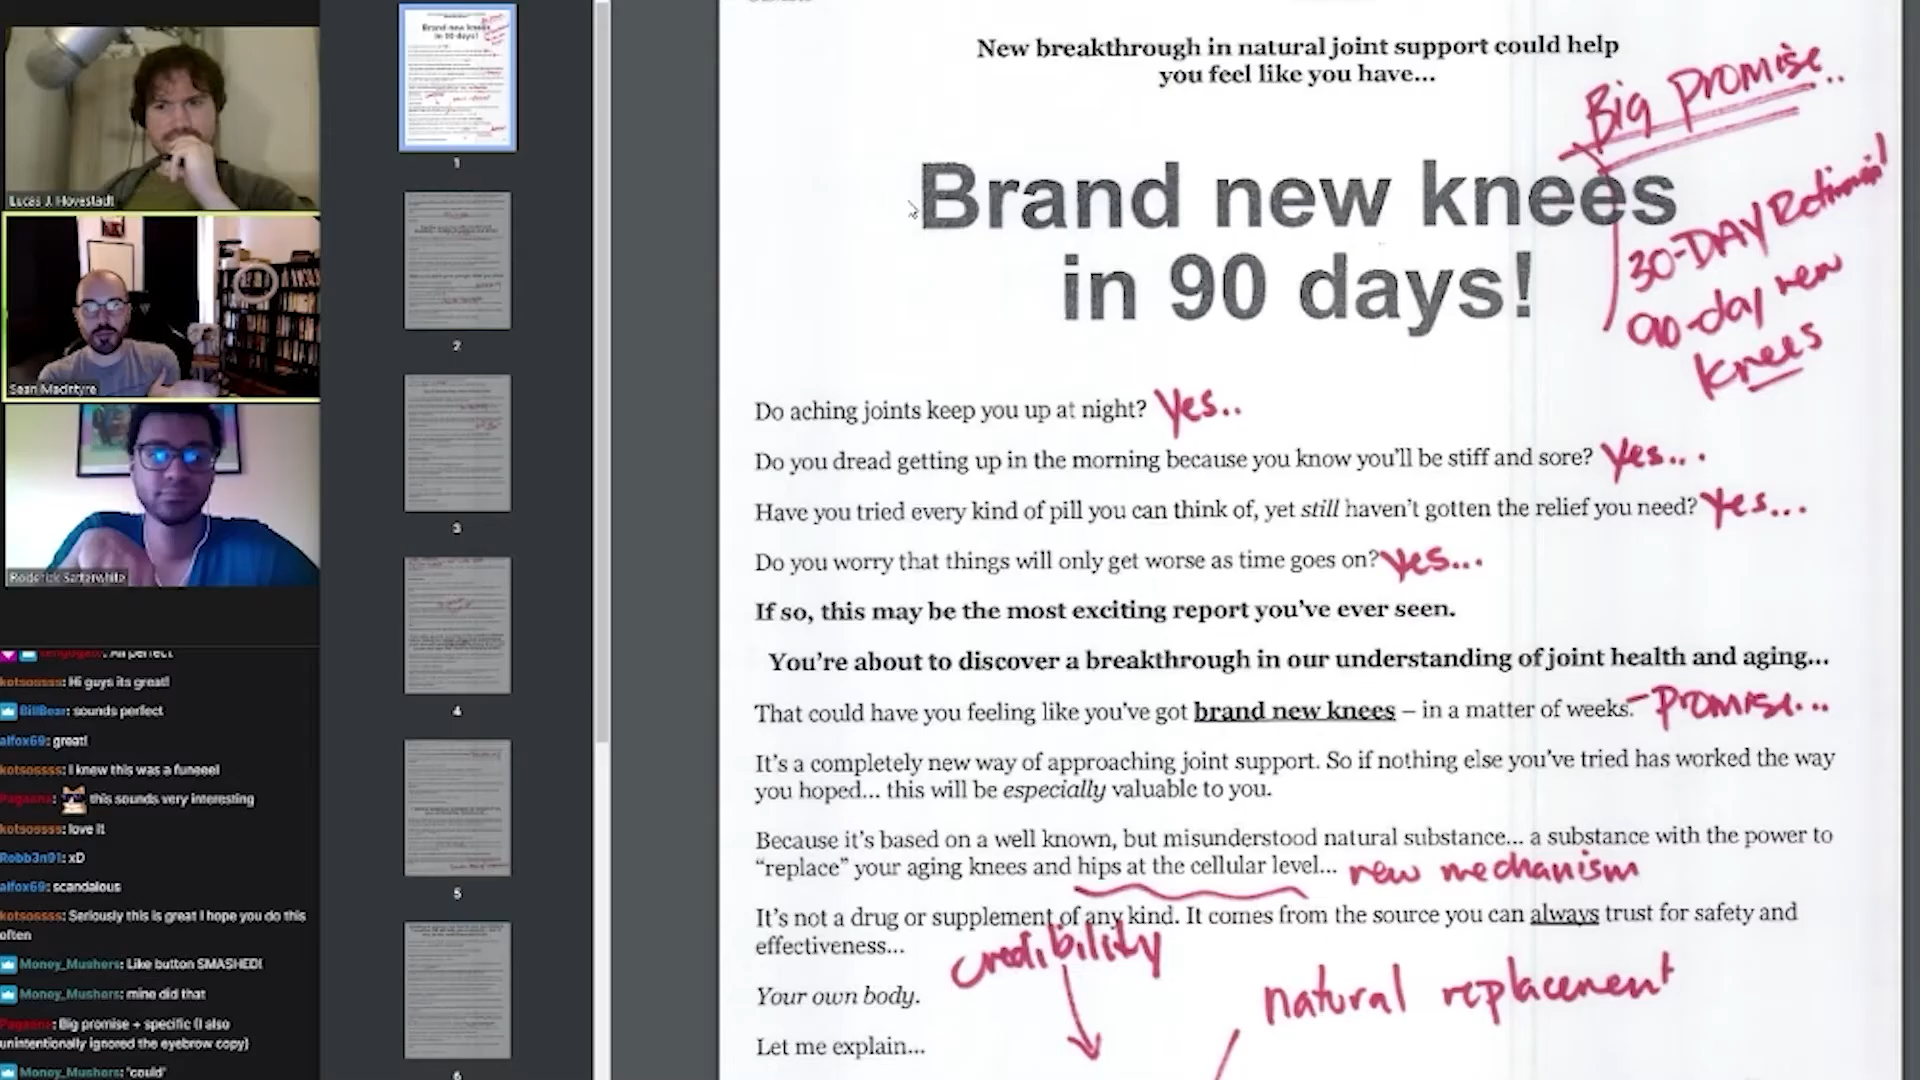 Lucas J. Hovestadt
Sean MacIntyre
Roderick Satterwhite
All perfect
kotsossss: Hi guys its great!
BillBear: sounds perfect
alfox69: great!
kotsossss: I knew this was a funeeel
Pagaens: this sounds very interesting
kotsossss: love it
Robb3n91: xD
alfox69: scandalous
kotsossss: Seriously this is great I hope you do this
often
Money_Mushers: Like button SMASHED!
Money_Mushers: mine did that
Pagaens: Big promise + specific (I also
unintentionally ignored the eyebrow copy)
Money_Mushers: 'could'
1
2
3
4
5
6
New breakthrough in natural joint support could help
you feel like you have...
Big Promise..
Brand new knees
in 90 days!
30-DAY
90-day new
knees
Do aching joints keep you up at night? Yes..
Do you dread getting up in the morning because you know you'll be stiff and sore? Yes...
Have you tried every kind of pill you can think of, yet still haven't gotten the relief you need? Yes...
Do you worry that things will only get worse as time goes on? Yes...
If so, this may be the most exciting report you've ever seen.
You're about to discover a breakthrough in our understanding of joint health and aging...
That could have you feeling like you've got brand new knees – in a matter of weeks. - Promise...
It's a completely new way of approaching joint support. So if nothing else you've tried has worked the way
you hoped... this will be especially valuable to you.
Because it's based on a well known, but misunderstood natural substance... a substance with the power to
"replace" your aging knees and hips at the cellular level... new mechanism
It's not a drug or supplement of any kind. It comes from the source you can always trust for safety and
effectiveness...
credibility
natural replacement
Your own body.
Let me explain...